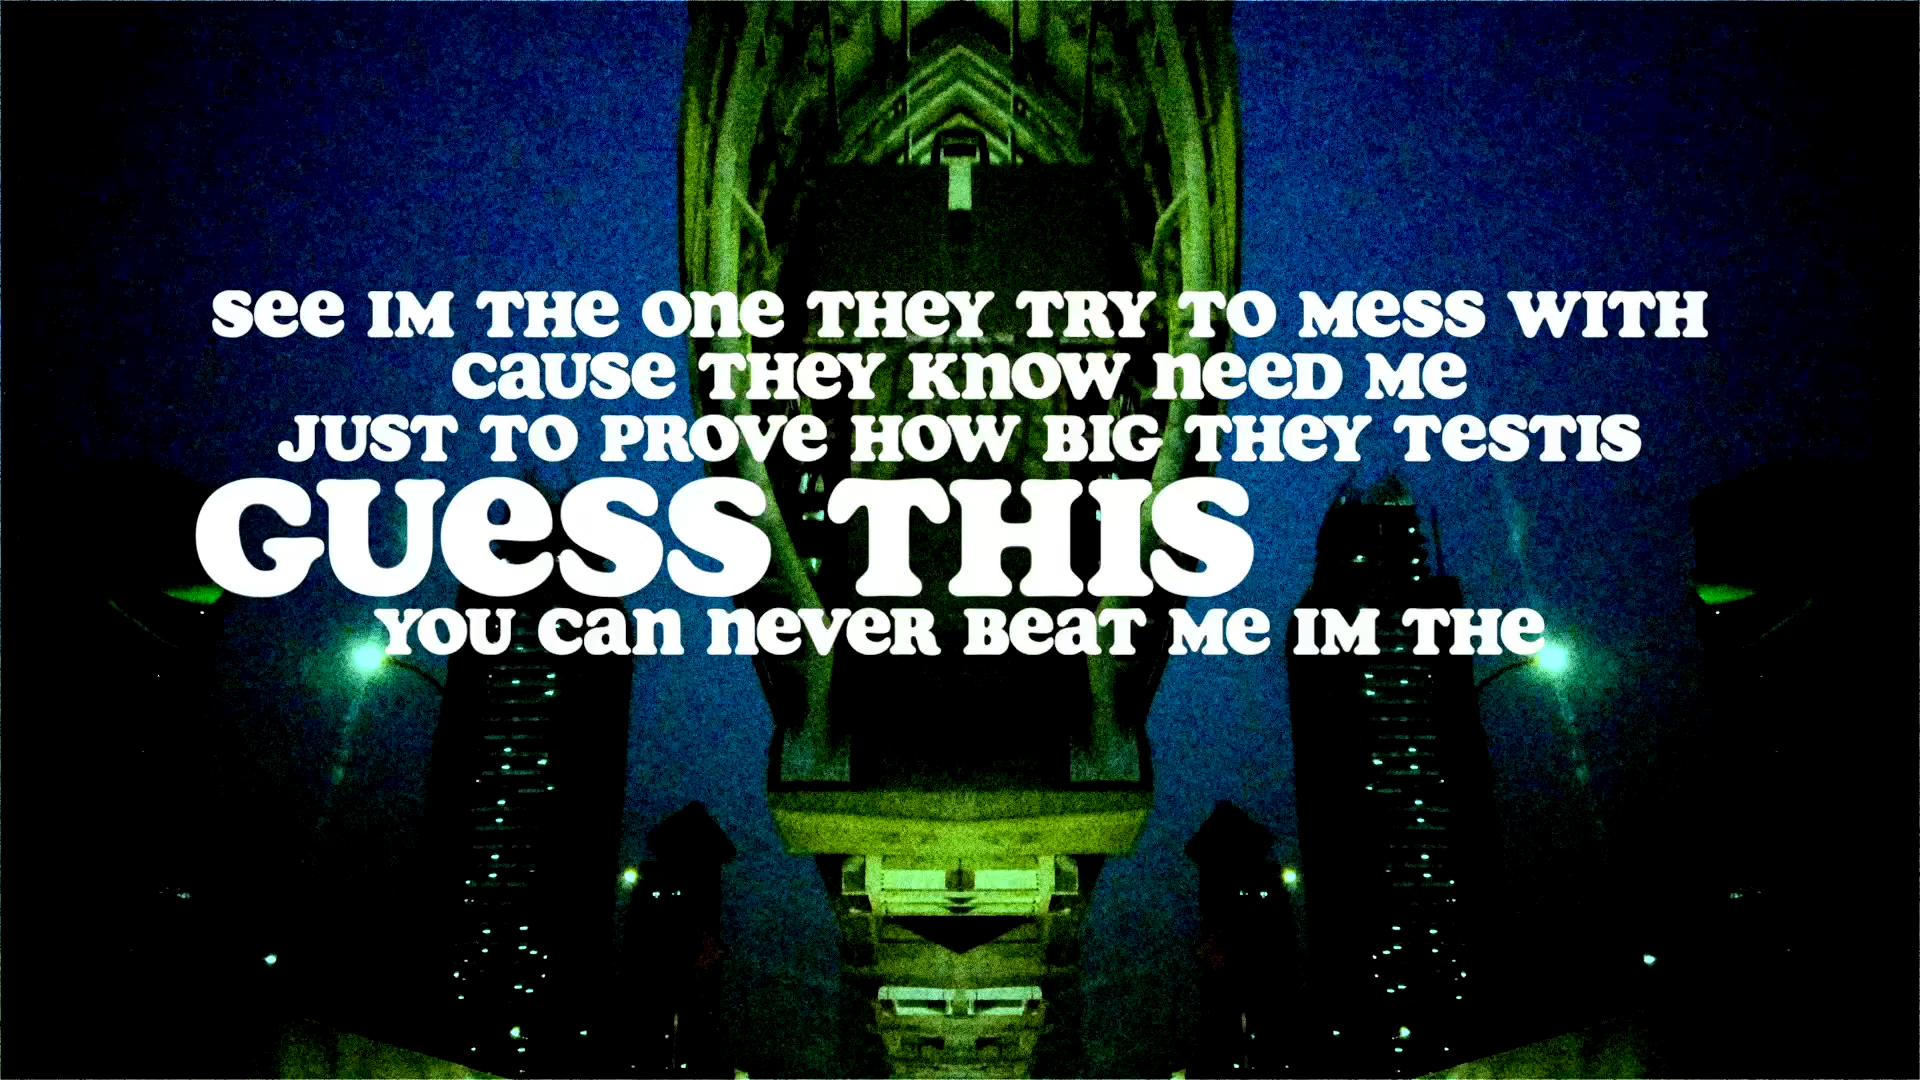 see IM THe one THeY TRY TO Mess WITH
cause THeY Know neeD Me
JUST TO PROVe HOW BIG THeY TesTIS
GUess THIS
YOU can neveR BeaT Me IM THe